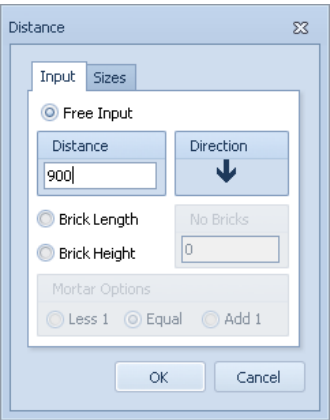 Distance
Input Sizes
Free Input
Distance Direction
900
Brick Length No Bricks
Brick Height 0
Mortar Options
Less 1 Equal Add 1
OK Cancel